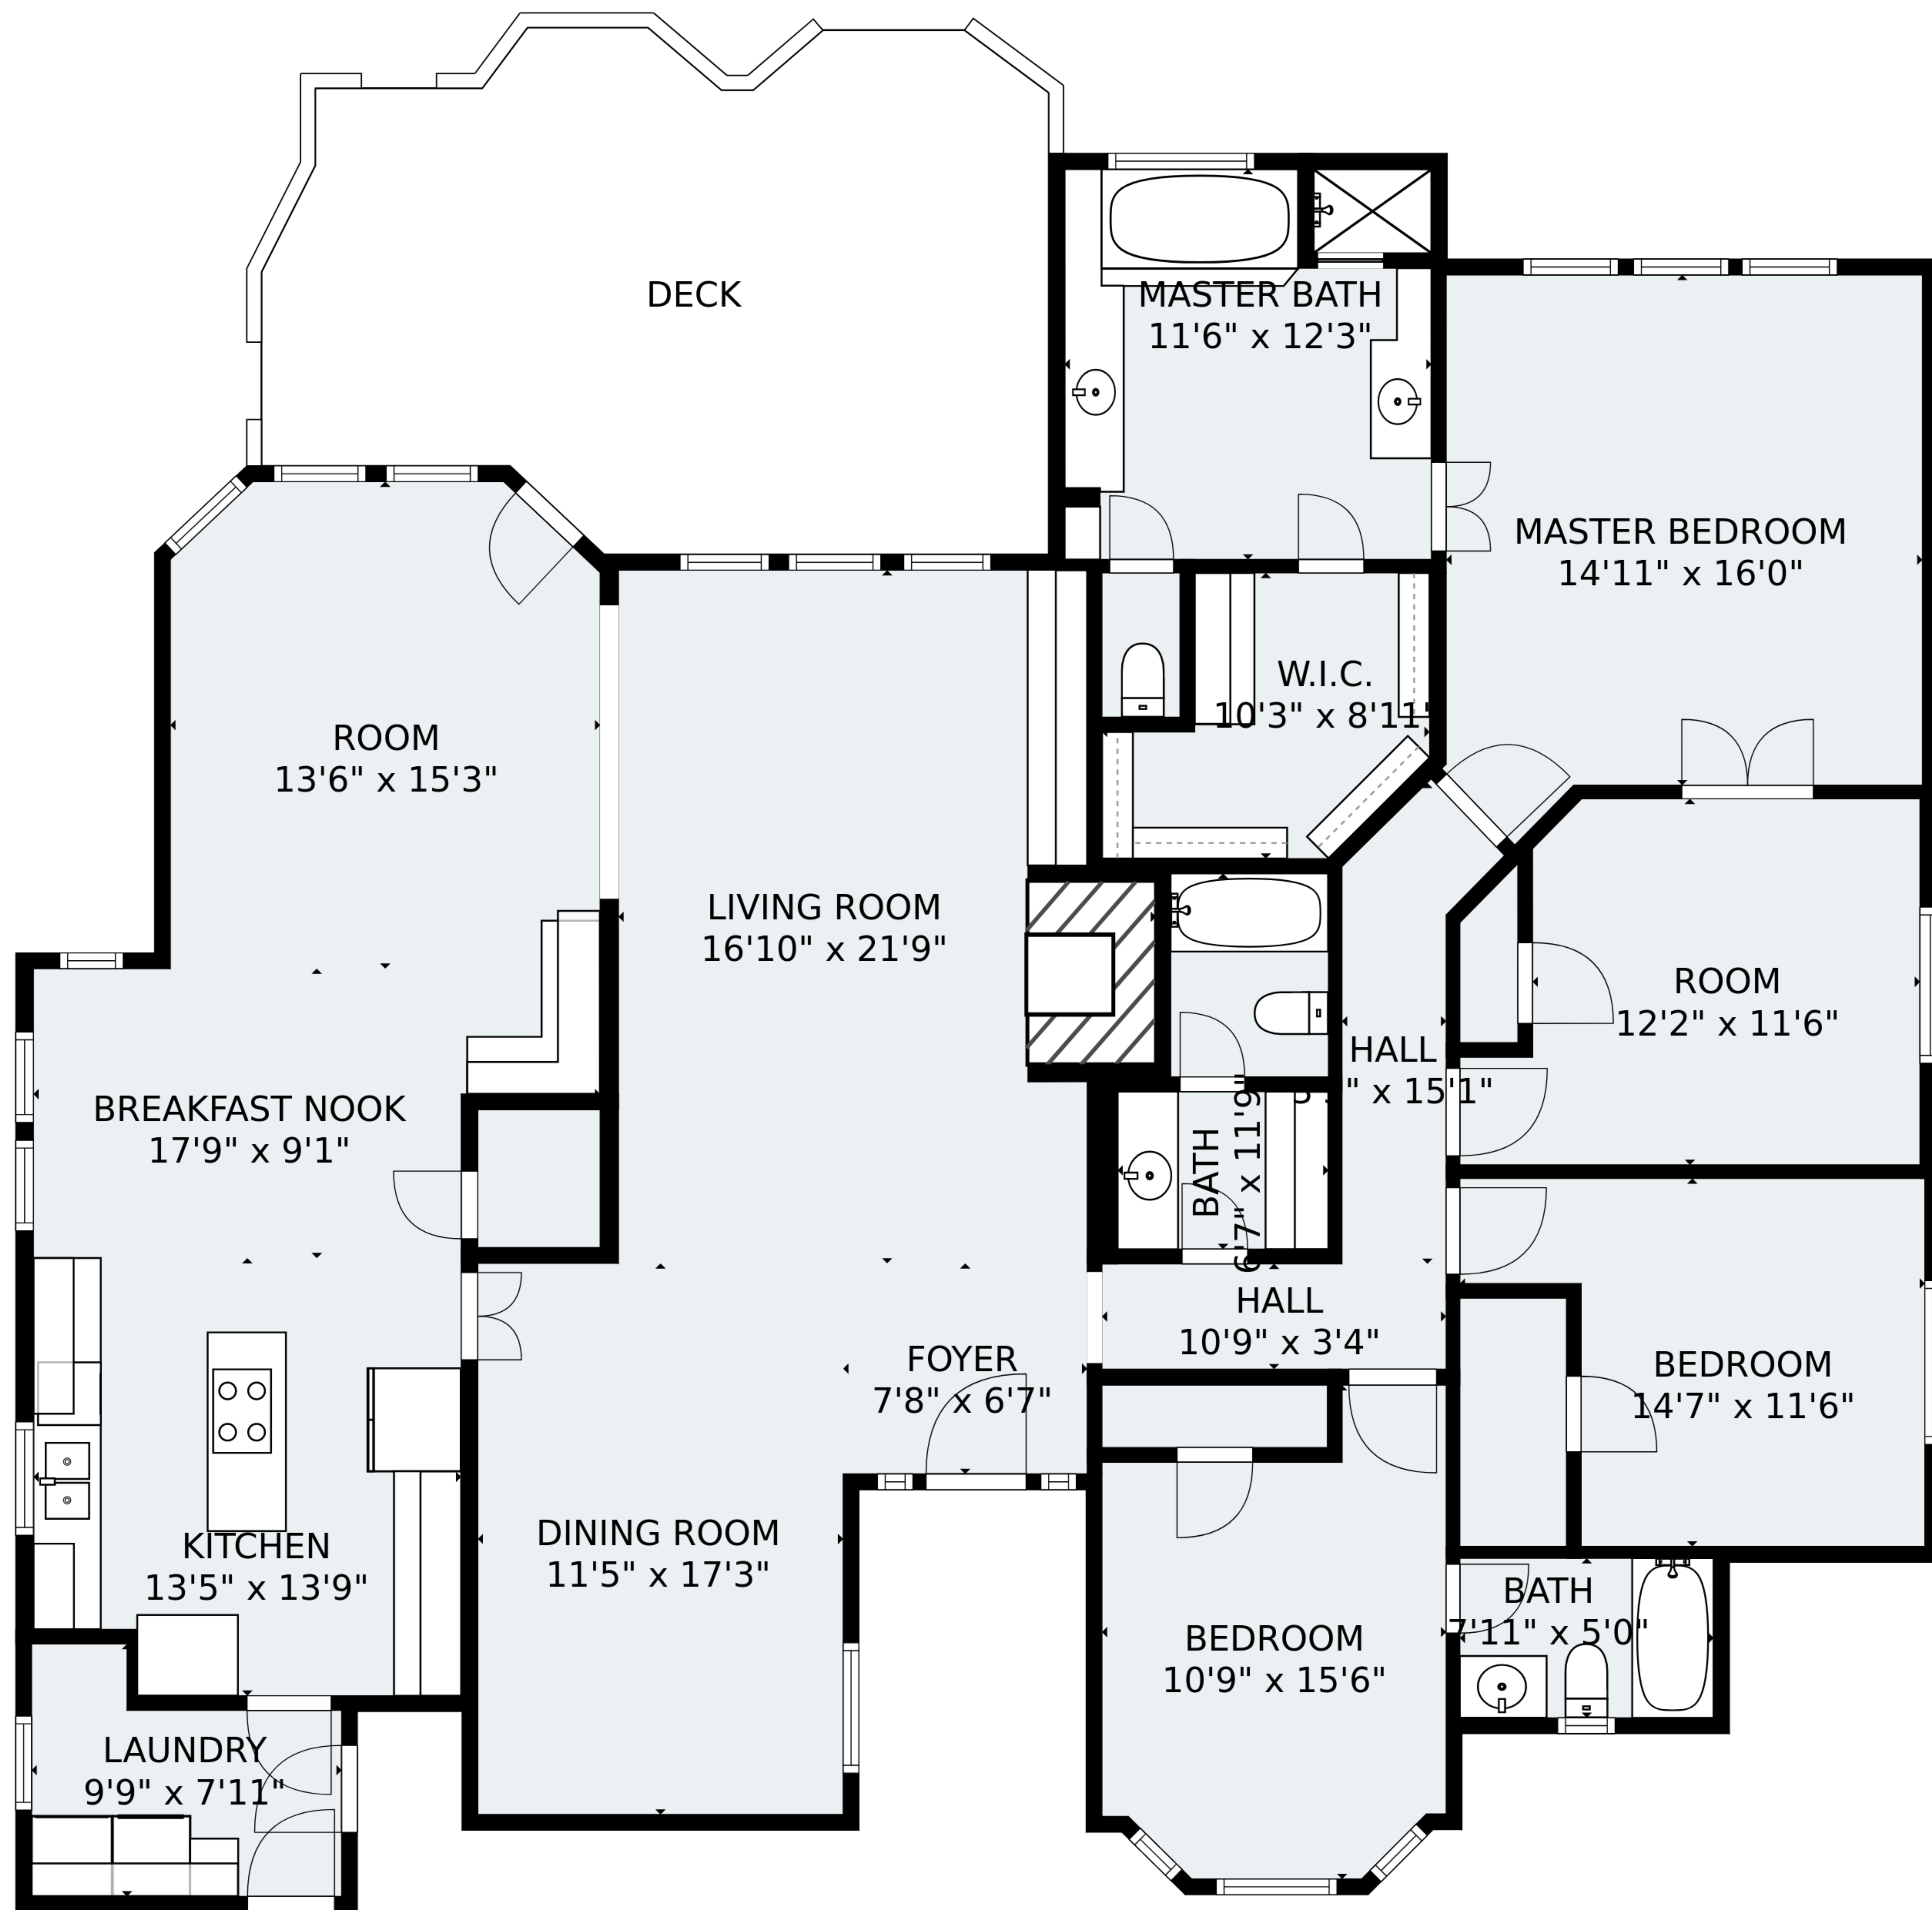 DECK
MASTER BATH
11'6" x 12'3"
MASTER BEDROOM
14'11" x 16'0"
W.I.C.
10'3" x 8'11"
ROOM
13'6" x 15'3"
LIVING ROOM
16'10" x 21'9"
ROOM
12'2" x 11'6"
HALL
" x 15'1"
BREAKFAST NOOK
17'9" x 9'1"
BATH
6'7" x 11'9"
HALL
10'9" x 3'4"
FOYER
7'8" x 6'7"
BEDROOM
14'7" x 11'6"
DINING ROOM
11'5" x 17'3"
KITCHEN
13'5" x 13'9"
BATH
7'11" x 5'0"
BEDROOM
10'9" x 15'6"
LAUNDRY
9'9" x 7'11"